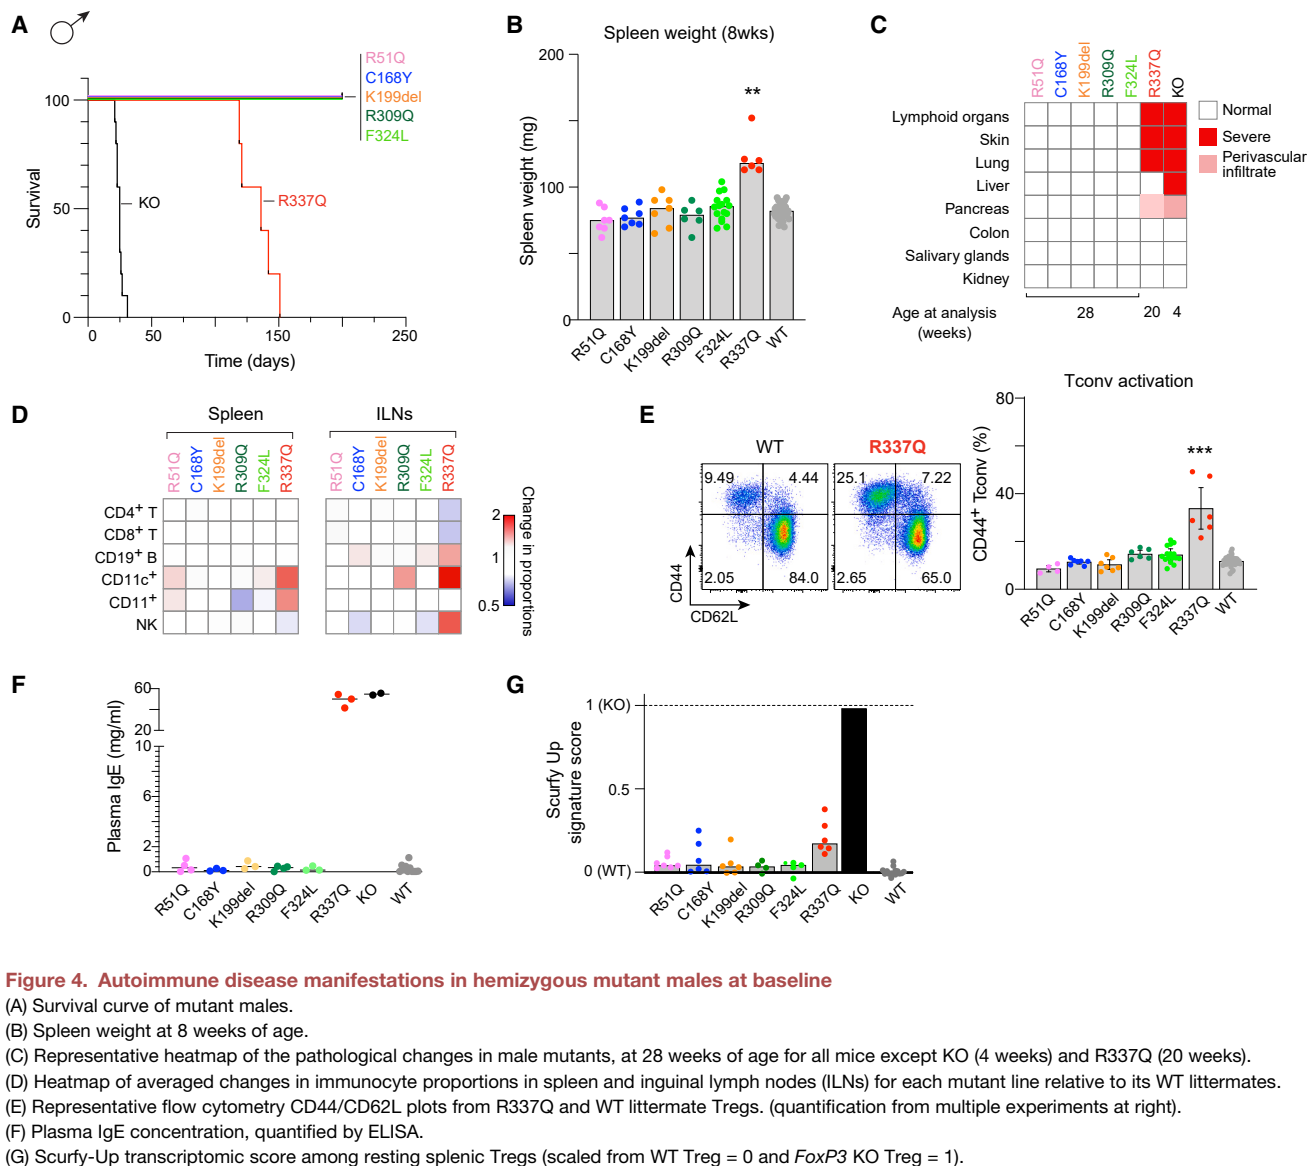 A
R51Q
C168Y
K199del
R309Q
F324L
Survival
100
50
0
KO
R337Q
0 50 100 150 200 250
Time (days)
B
Spleen weight (8wks)
Spleen weight (mg)
200
100
0
**
R51Q C168Y K199del R309Q F324L R337Q WT
C
R51Q C168Y K199del R309Q F324L R337Q KO
Lymphoid organs
Skin
Lung
Liver
Pancreas
Colon
Salivary glands
Kidney
Normal
Severe
Perivascular
infiltrate
Age at analysis
(weeks)
28 20 4
D
Spleen ILNs
R51Q C168Y K199del R309Q F324L R337Q R51Q C168Y K199del R309Q F324L R337Q
CD4+ T
CD8+ T
CD19+ B
CD11c+
CD11+
NK
2
1
0.5
Change in proportions
E
WT R337Q
9.49 4.44 25.1 7.22
2.05 84.0 2.65 65.0
CD44
CD62L
Tconv activation
CD44+ Tconv (%)
80
40
0
***
R51Q C168Y K199del R309Q F324L R337Q WT
F
Plasma IgE (mg/ml)
60
20
10
6
2
0
R51Q C168Y K199del R309Q F324L R337Q KO WT
G
Scurfy Up
signature score
1 (KO)
0.5
0 (WT)
R51Q C168Y K199del R309Q F324L R337Q KO WT
Figure 4. Autoimmune disease manifestations in hemizygous mutant males at baseline
(A) Survival curve of mutant males.
(B) Spleen weight at 8 weeks of age.
(C) Representative heatmap of the pathological changes in male mutants, at 28 weeks of age for all mice except KO (4 weeks) and R337Q (20 weeks).
(D) Heatmap of averaged changes in immunocyte proportions in spleen and inguinal lymph nodes (ILNs) for each mutant line relative to its WT littermates.
(E) Representative flow cytometry CD44/CD62L plots from R337Q and WT littermate Tregs. (quantification from multiple experiments at right).
(F) Plasma IgE concentration, quantified by ELISA.
(G) Scurfy-Up transcriptomic score among resting splenic Tregs (scaled from WT Treg = 0 and FoxP3 KO Treg = 1).